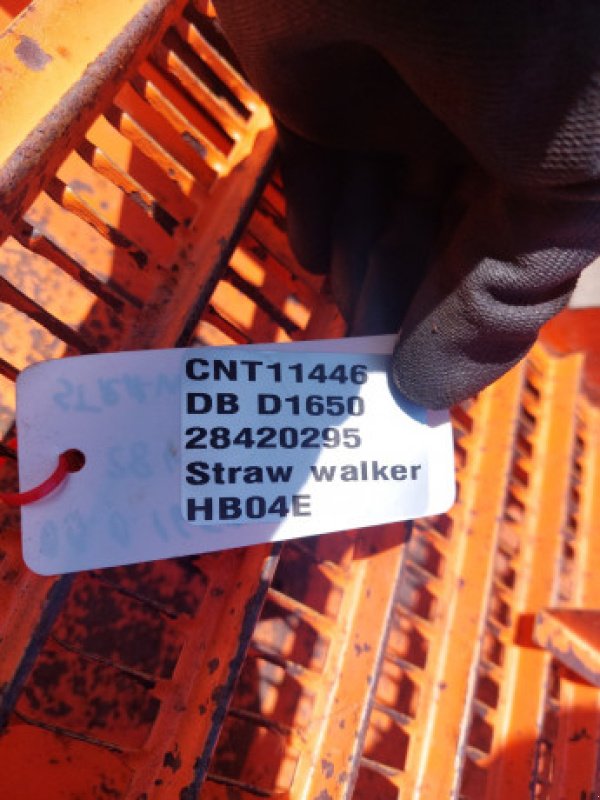 CNT11446
DB D1650
28420295
Straw walker
HB04E